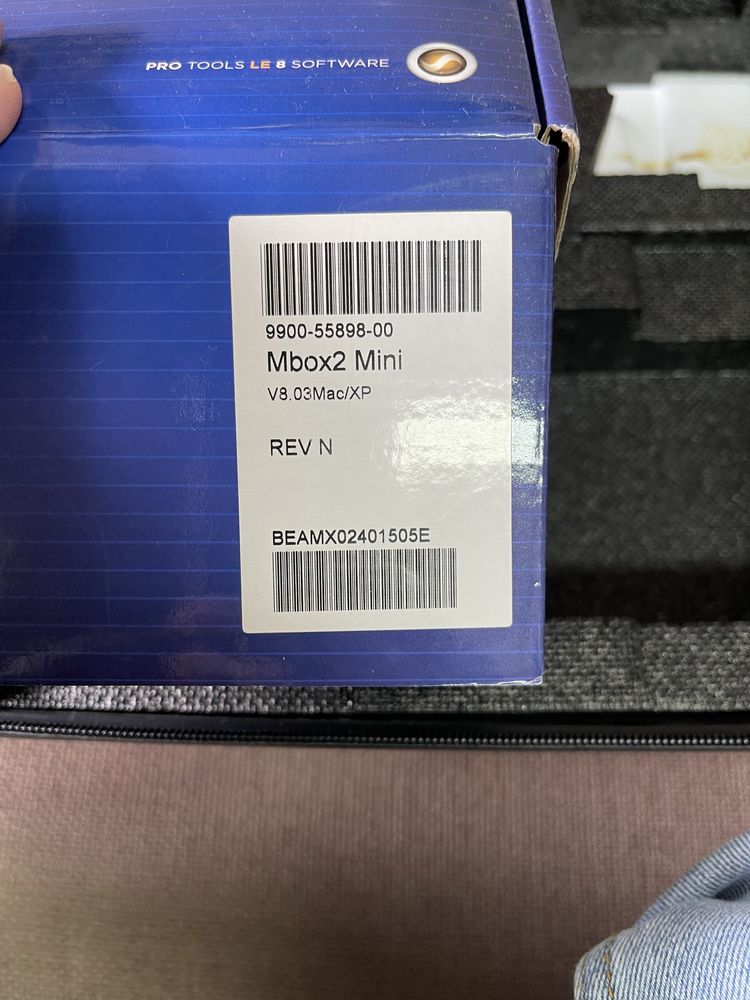 PRO TOOLS LE 8 SOFTWARE
9900-55898-00
Mbox2 Mini
V8.03Mac/XP
REV N
BEAMX02401505E